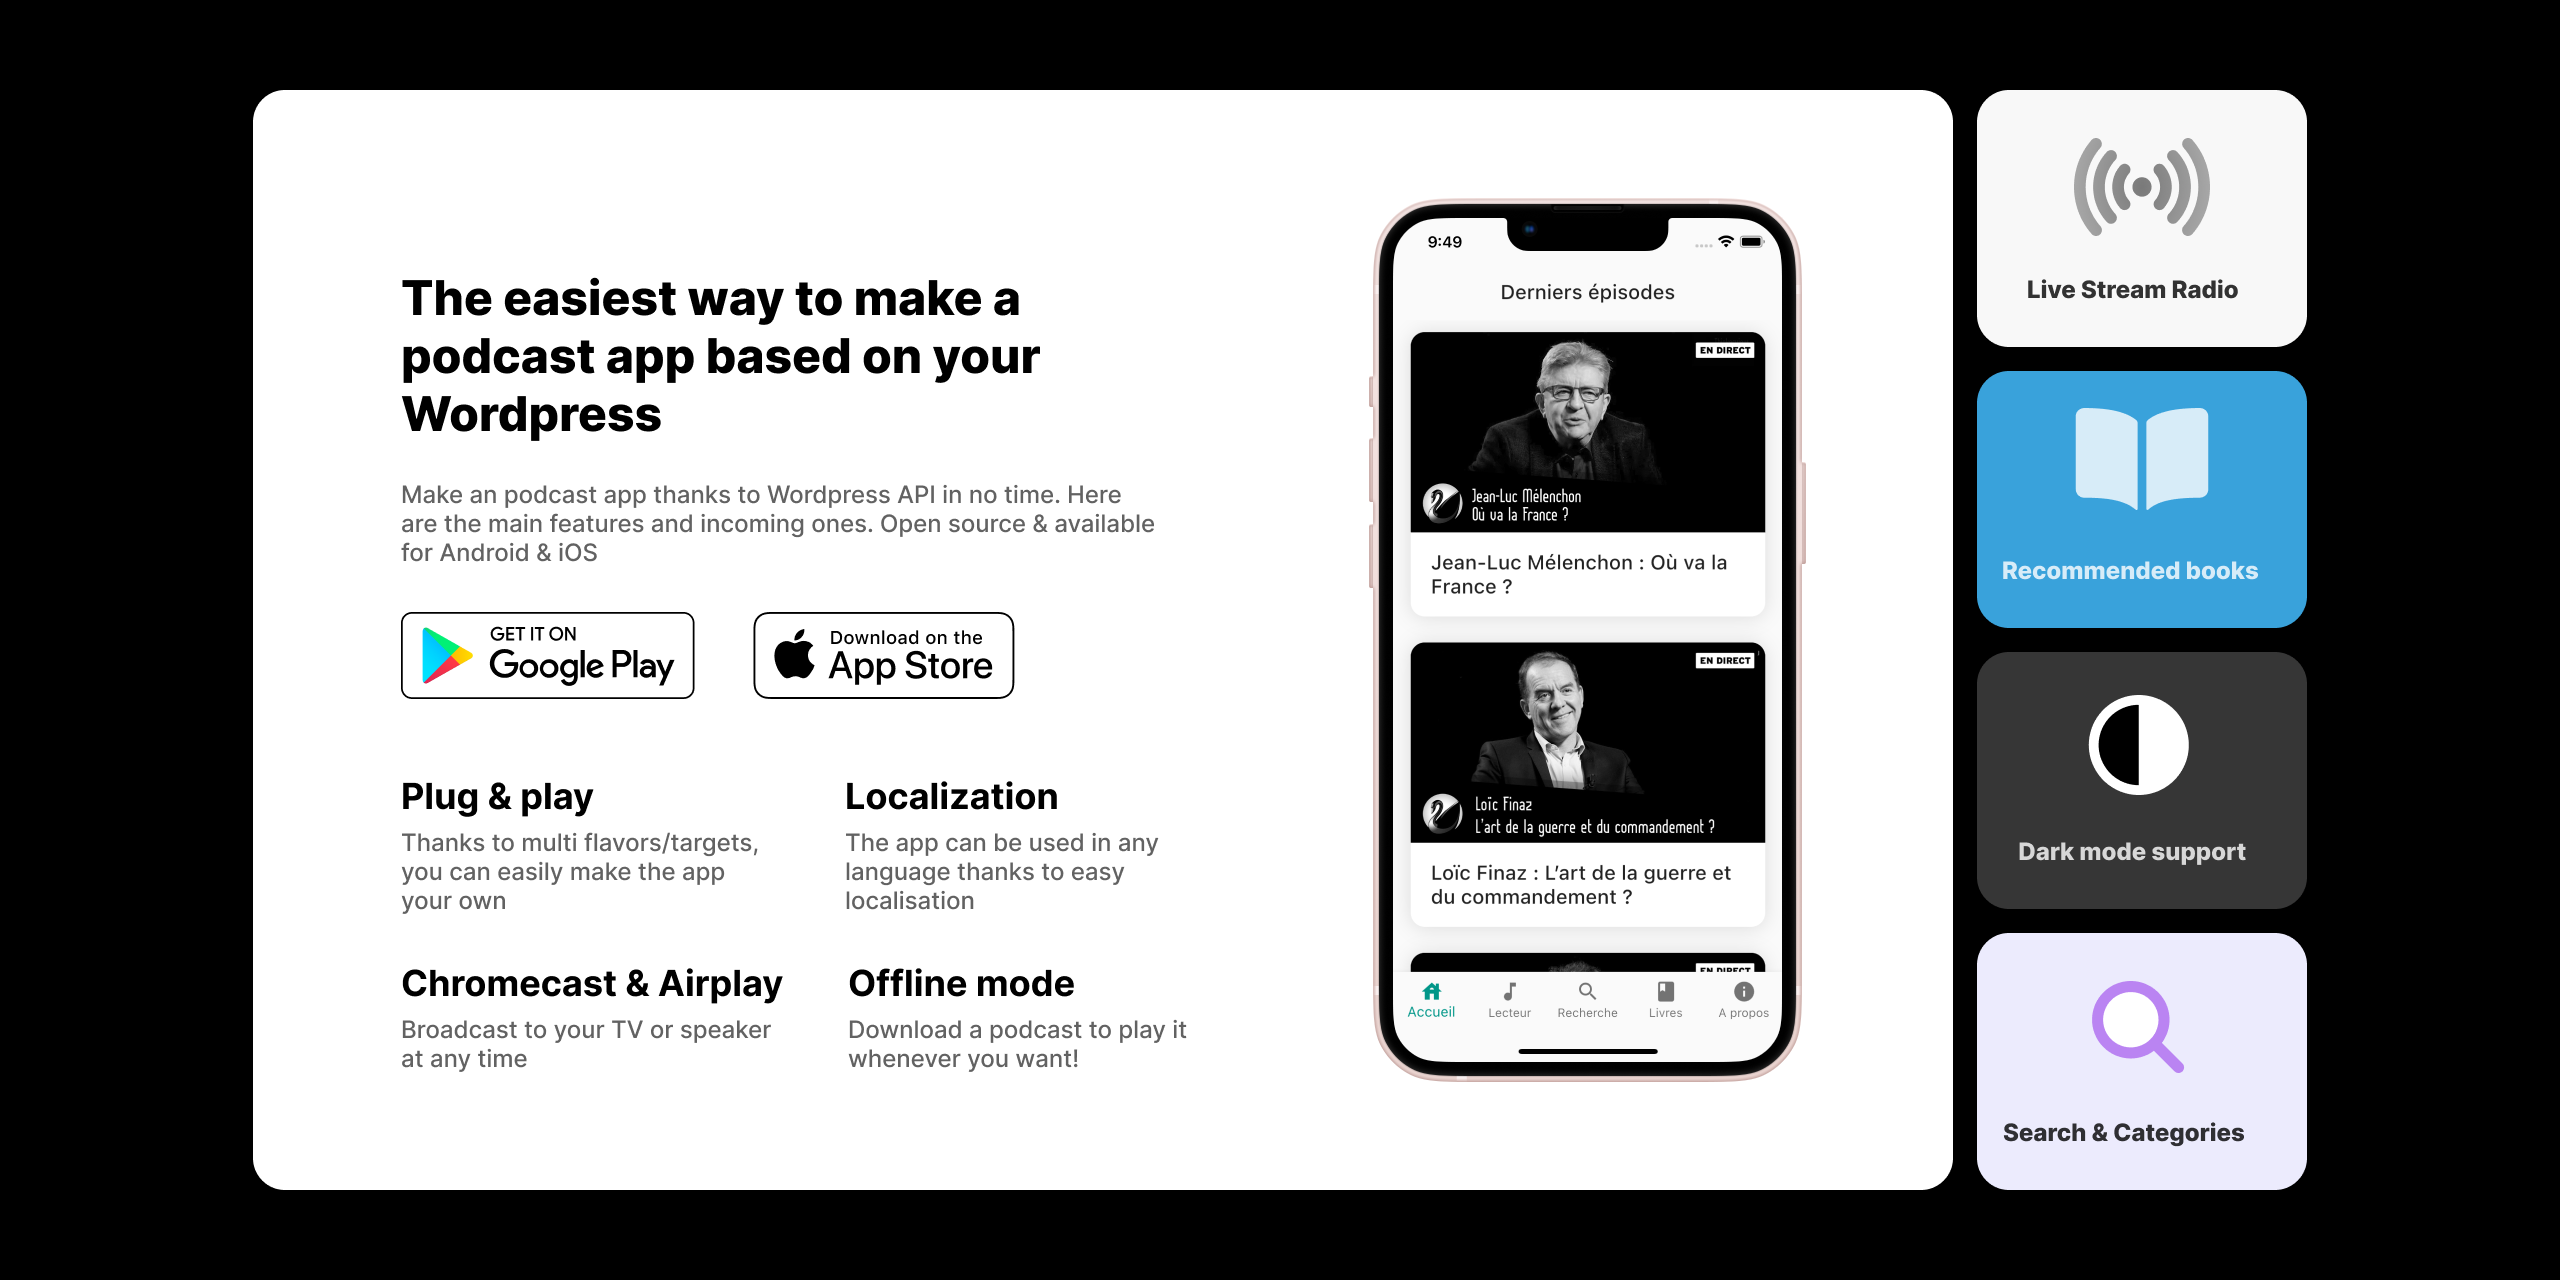 The easiest way to make a
podcast app based on your
Wordpress
Make an podcast app thanks to Wordpress API in no time. Here
are the main features and incoming ones. Open source & available
for Android & iOS
GET IT ON
Google Play
Download on the
App Store
Plug & play
Thanks to multi flavors/targets,
you can easily make the app
your own
Localization
The app can be used in any
language thanks to easy
localisation
Chromecast & Airplay
Broadcast to your TV or speaker
at any time
Offline mode
Download a podcast to play it
whenever you want!
9:49
Derniers épisodes
EN DIRECT
Jean-Luc Mélenchon
Où va la France ?
Jean-Luc Mélenchon : Où va la
France ?
EN DIRECT
Loïc Finaz
L'art de la guerre et du commandement ?
Loïc Finaz : L’art de la guerre et
du commandement ?
EN DIRECT
Accueil
Lecteur
Recherche
Livres
A propos
Live Stream Radio
Recommended books
Dark mode support
Search & Categories